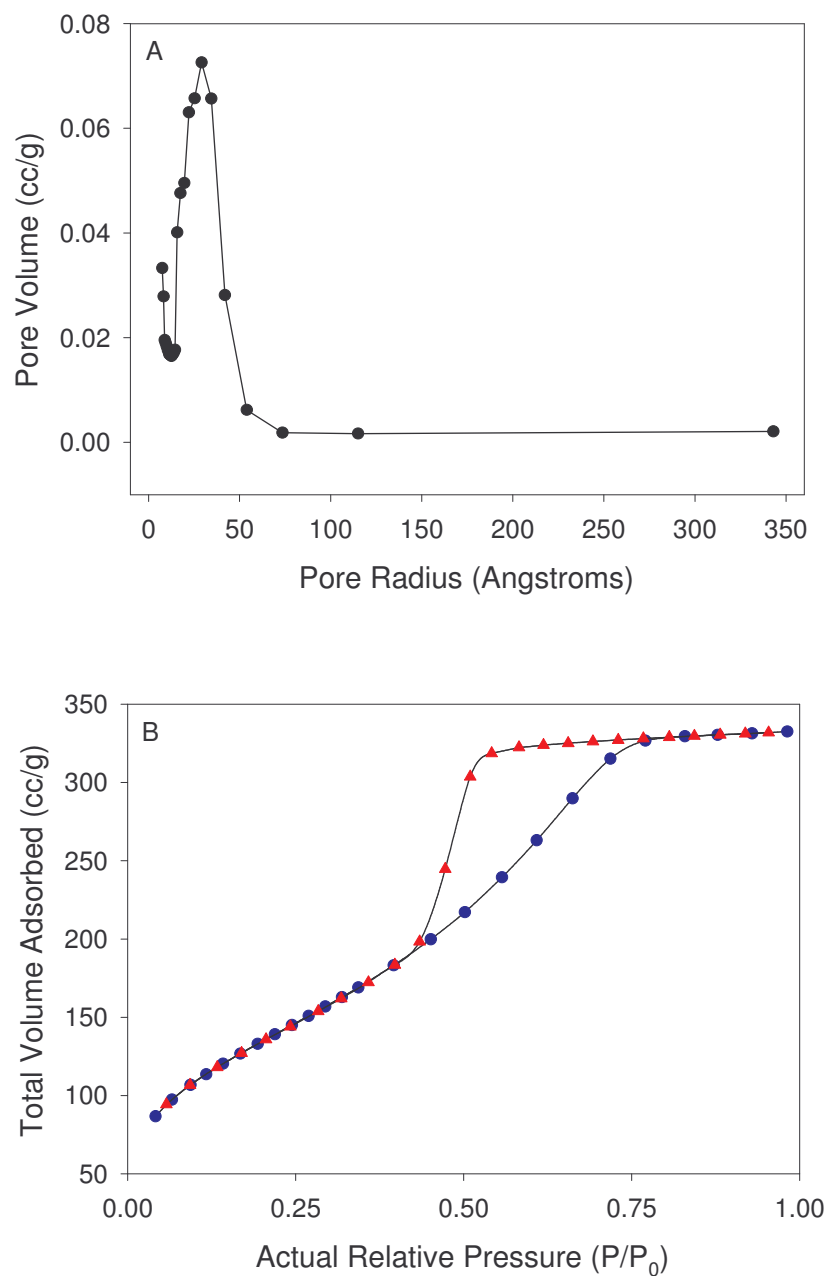 A
0.08
0.06
0.04
0.02
0.00
Pore Volume (cc/g)
0 50 100 150 200 250 300 350
Pore Radius (Angstroms)
B
350
300
250
200
150
100
50
Total Volume Adsorbed (cc/g)
0.00 0.25 0.50 0.75 1.00
Actual Relative Pressure (P/P₀)